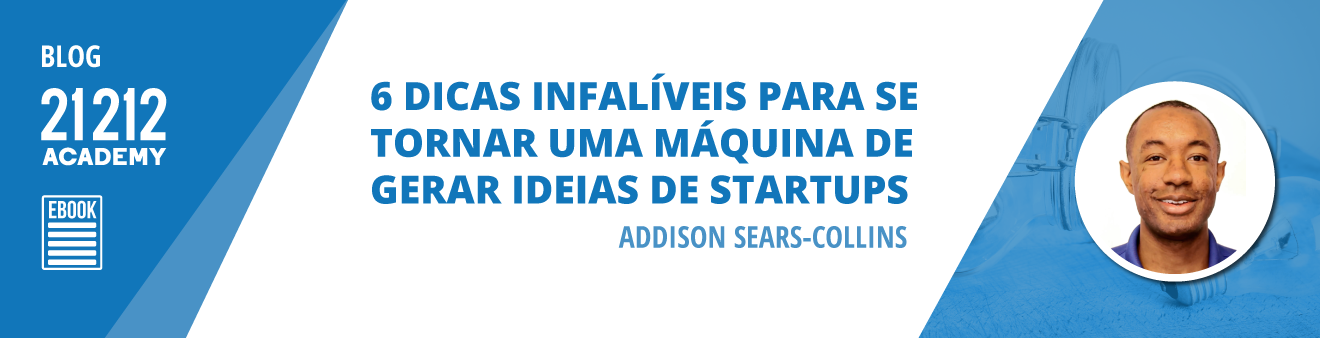 BLOG
21212
ACADEMY
EBOOK
6 DICAS INFALÍVEIS PARA SE
TORNAR UMA MÁQUINA DE
GERAR IDEIAS DE STARTUPS
ADDISON SEARS-COLLINS